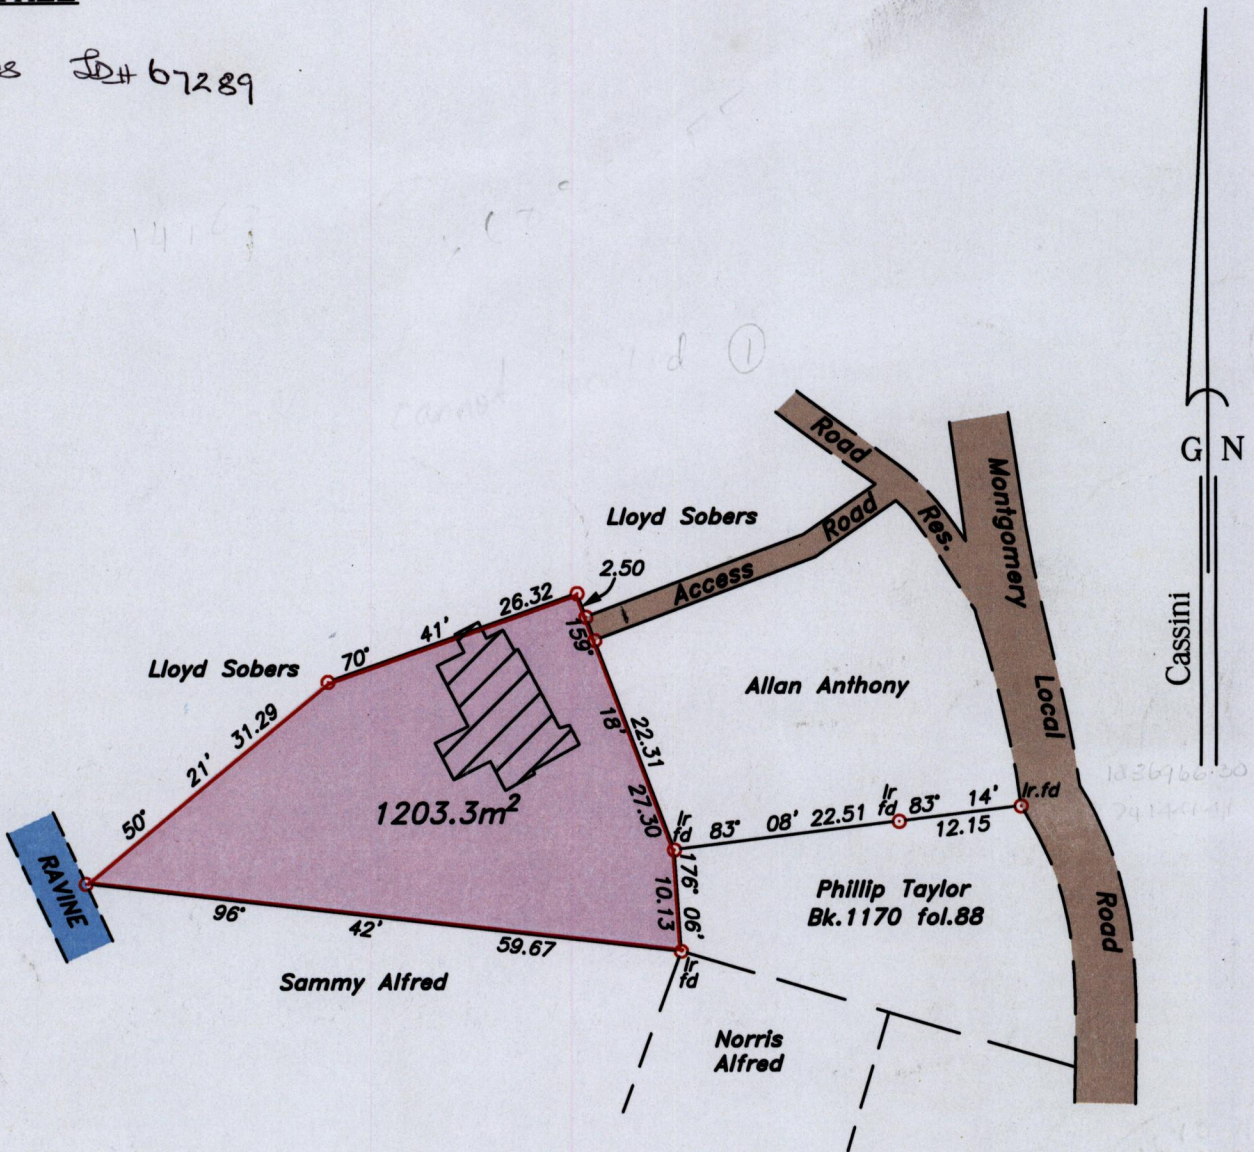 ID# 67289
cannot
1
Road
Montgomery
G N
Lloyd Sobers
Res.
Road
2.50
Access
26.32
Cassini
159°
41'
70°
Lloyd Sobers
Allan Anthony
Local
31.29
18'
22.31
21'
27.30
1203.3m²
Ir fd
83° 08' 22.51
Ir fd
83° 14'
Ir.fd
12.15
50°
RAVINE
176° 06'
10.13
Phillip Taylor
Bk.1170 fol.88
Road
96° 42' 59.67
Ir fd
Sammy Alfred
Norris
Alfred